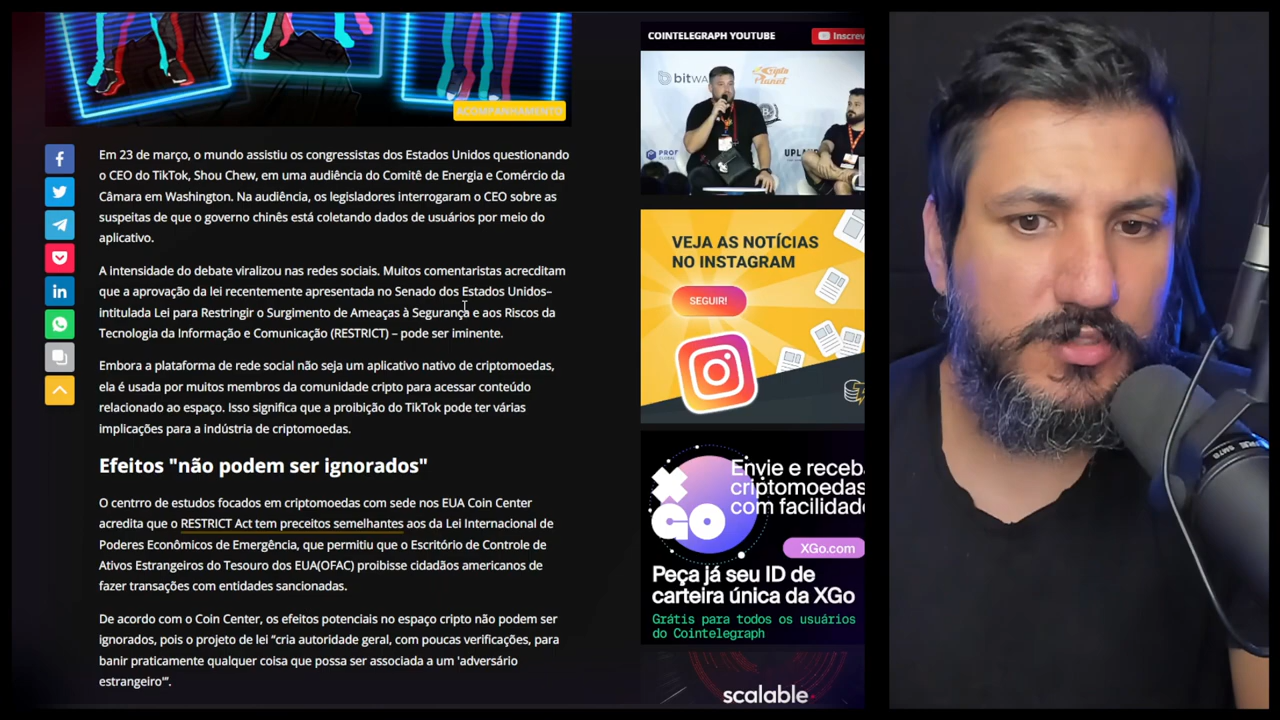 ACOMPANHAMENTO
Em 23 de março, o mundo assistiu os congressistas dos Estados Unidos questionando
o CEO do TikTok, Shou Chew, em uma audiência do Comitê de Energia e Comércio da
Câmara em Washington. Na audiência, os legisladores interrogaram o CEO sobre as
suspeitas de que o governo chinês está coletando dados de usuários por meio do
aplicativo.
A intensidade do debate viralizou nas redes sociais. Muitos comentaristas acreditam
que a aprovação da lei recentemente apresentada no Senado dos Estados Unidos–
intitulada Lei para Restringir o Surgimento de Ameaças à Segurança e aos Riscos da
Tecnologia da Informação e Comunicação (RESTRICT) – pode ser iminente.
Embora a plataforma de rede social não seja um aplicativo nativo de criptomoedas,
ela é usada por muitos membros da comunidade cripto para acessar conteúdo
relacionado ao espaço. Isso significa que a proibição do TikTok pode ter várias
implicações para a indústria de criptomoedas.
Efeitos "não podem ser ignorados"
O centrro de estudos focados em criptomoedas com sede nos EUA Coin Center
acredita que o RESTRICT Act tem preceitos semelhantes aos da Lei Internacional de
Poderes Econômicos de Emergência, que permitiu que o Escritório de Controle de
Ativos Estrangeiros do Tesouro dos EUA(OFAC) proibisse cidadãos americanos de
fazer transações com entidades sancionadas.
De acordo com o Coin Center, os efeitos potenciais no espaço cripto não podem ser
ignorados, pois o projeto de lei “cria autoridade geral, com poucas verificações, para
banir praticamente qualquer coisa que possa ser associada a um 'adversário
estrangeiro'”.
COINTELEGRAPH YOUTUBE
Inscrev
bitwa
Cripto
Planet
UPLAN
VEJA AS NOTÍCIAS
NO INSTAGRAM
SEGUIR!
XGO
Envie e receba
criptomoedas
com facilidade
XGo.com
Peça já seu ID de
carteira única da XGo
Grátis para todos os usuários
do Cointelegraph
scalable